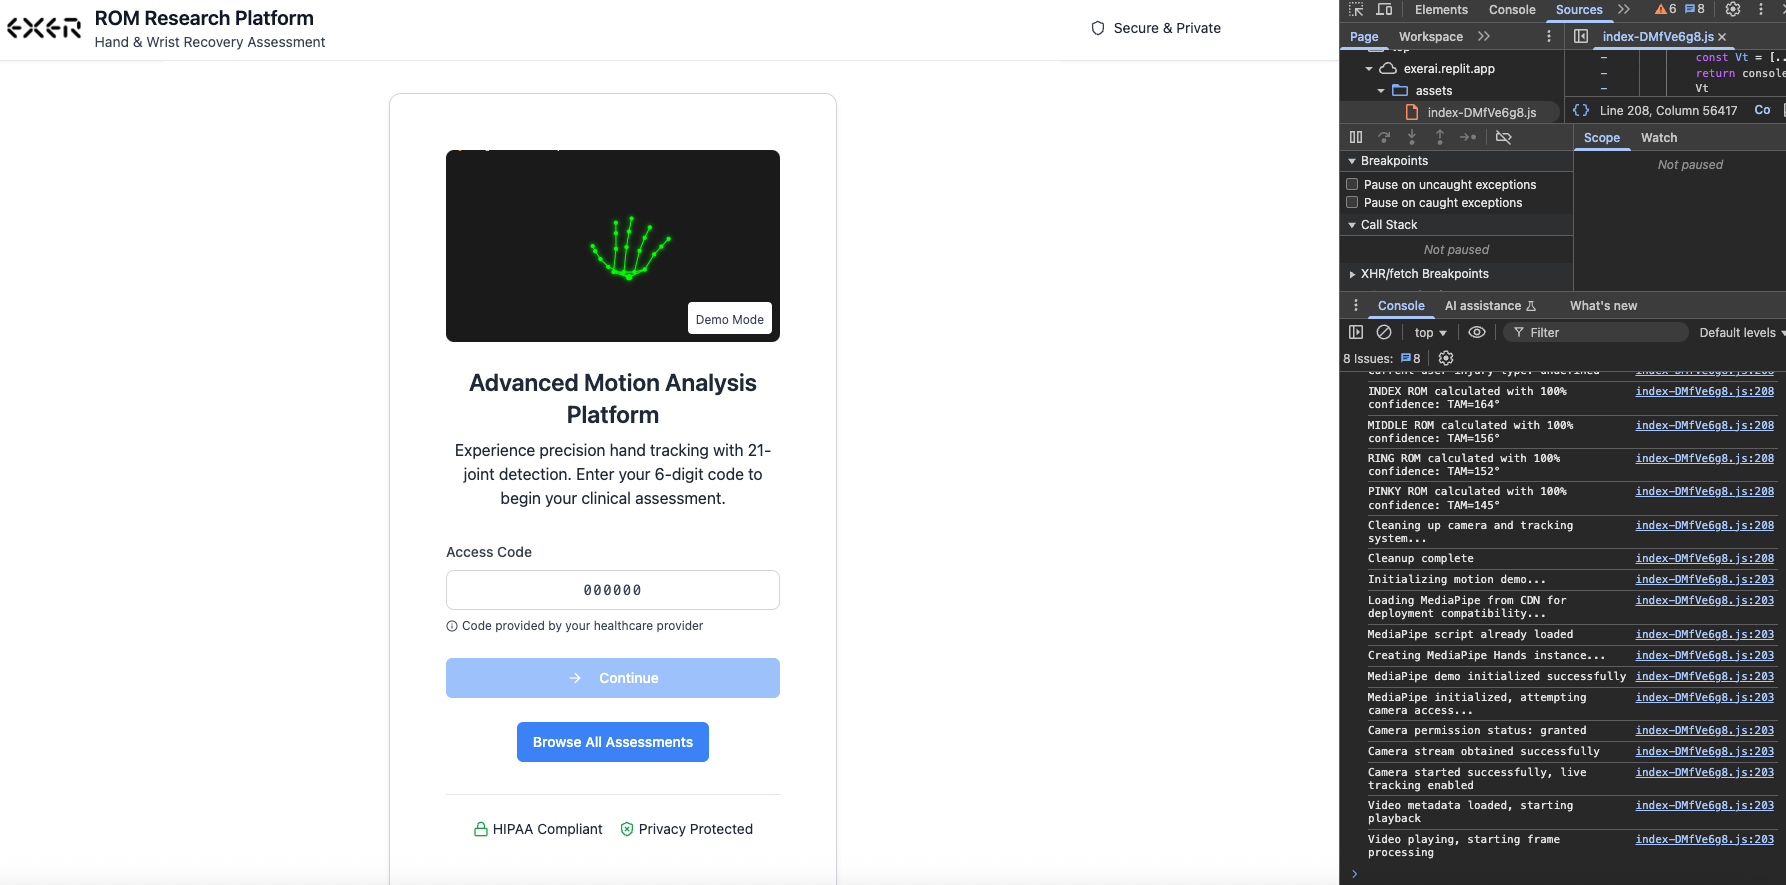 EXER
ROM Research Platform
Hand & Wrist Recovery Assessment
Secure & Private
Demo Mode
Advanced Motion Analysis
Platform
Experience precision hand tracking with 21-
joint detection. Enter your 6-digit code to
begin your clinical assessment.
Access Code
000000
Code provided by your healthcare provider
Continue
Browse All Assessments
HIPAA Compliant
Privacy Protected
Elements
Console
Sources
6
8
Page
Workspace
index-DMfVe6g8.js
top
exerai.replit.app
assets
index-DMfVe6g8.js
const Vt = [..
return console
Vt
{} Line 208, Column 56417
Co
Scope
Watch
Not paused
Breakpoints
Pause on uncaught exceptions
Pause on caught exceptions
Call Stack
Not paused
XHR/fetch Breakpoints
Console
AI assistance
What's new
top
Filter
Default levels
8 Issues:
8
Current user injury type: undefined index-DMfVe6g8.js:208
INDEX ROM calculated with 100% index-DMfVe6g8.js:208
confidence: TAM=164°
MIDDLE ROM calculated with 100% index-DMfVe6g8.js:208
confidence: TAM=156°
RING ROM calculated with 100% index-DMfVe6g8.js:208
confidence: TAM=152°
PINKY ROM calculated with 100% index-DMfVe6g8.js:208
confidence: TAM=145°
Cleaning up camera and tracking index-DMfVe6g8.js:208
system...
Cleanup complete index-DMfVe6g8.js:208
Initializing motion demo... index-DMfVe6g8.js:203
Loading MediaPipe from CDN for index-DMfVe6g8.js:203
deployment compatibility...
MediaPipe script already loaded index-DMfVe6g8.js:203
Creating MediaPipe Hands instance... index-DMfVe6g8.js:203
MediaPipe demo initialized successfully index-DMfVe6g8.js:203
MediaPipe initialized, attempting index-DMfVe6g8.js:203
camera access...
Camera permission status: granted index-DMfVe6g8.js:203
Camera stream obtained successfully index-DMfVe6g8.js:203
Camera started successfully, live index-DMfVe6g8.js:203
tracking enabled
Video metadata loaded, starting index-DMfVe6g8.js:203
playback
Video playing, starting frame index-DMfVe6g8.js:203
processing